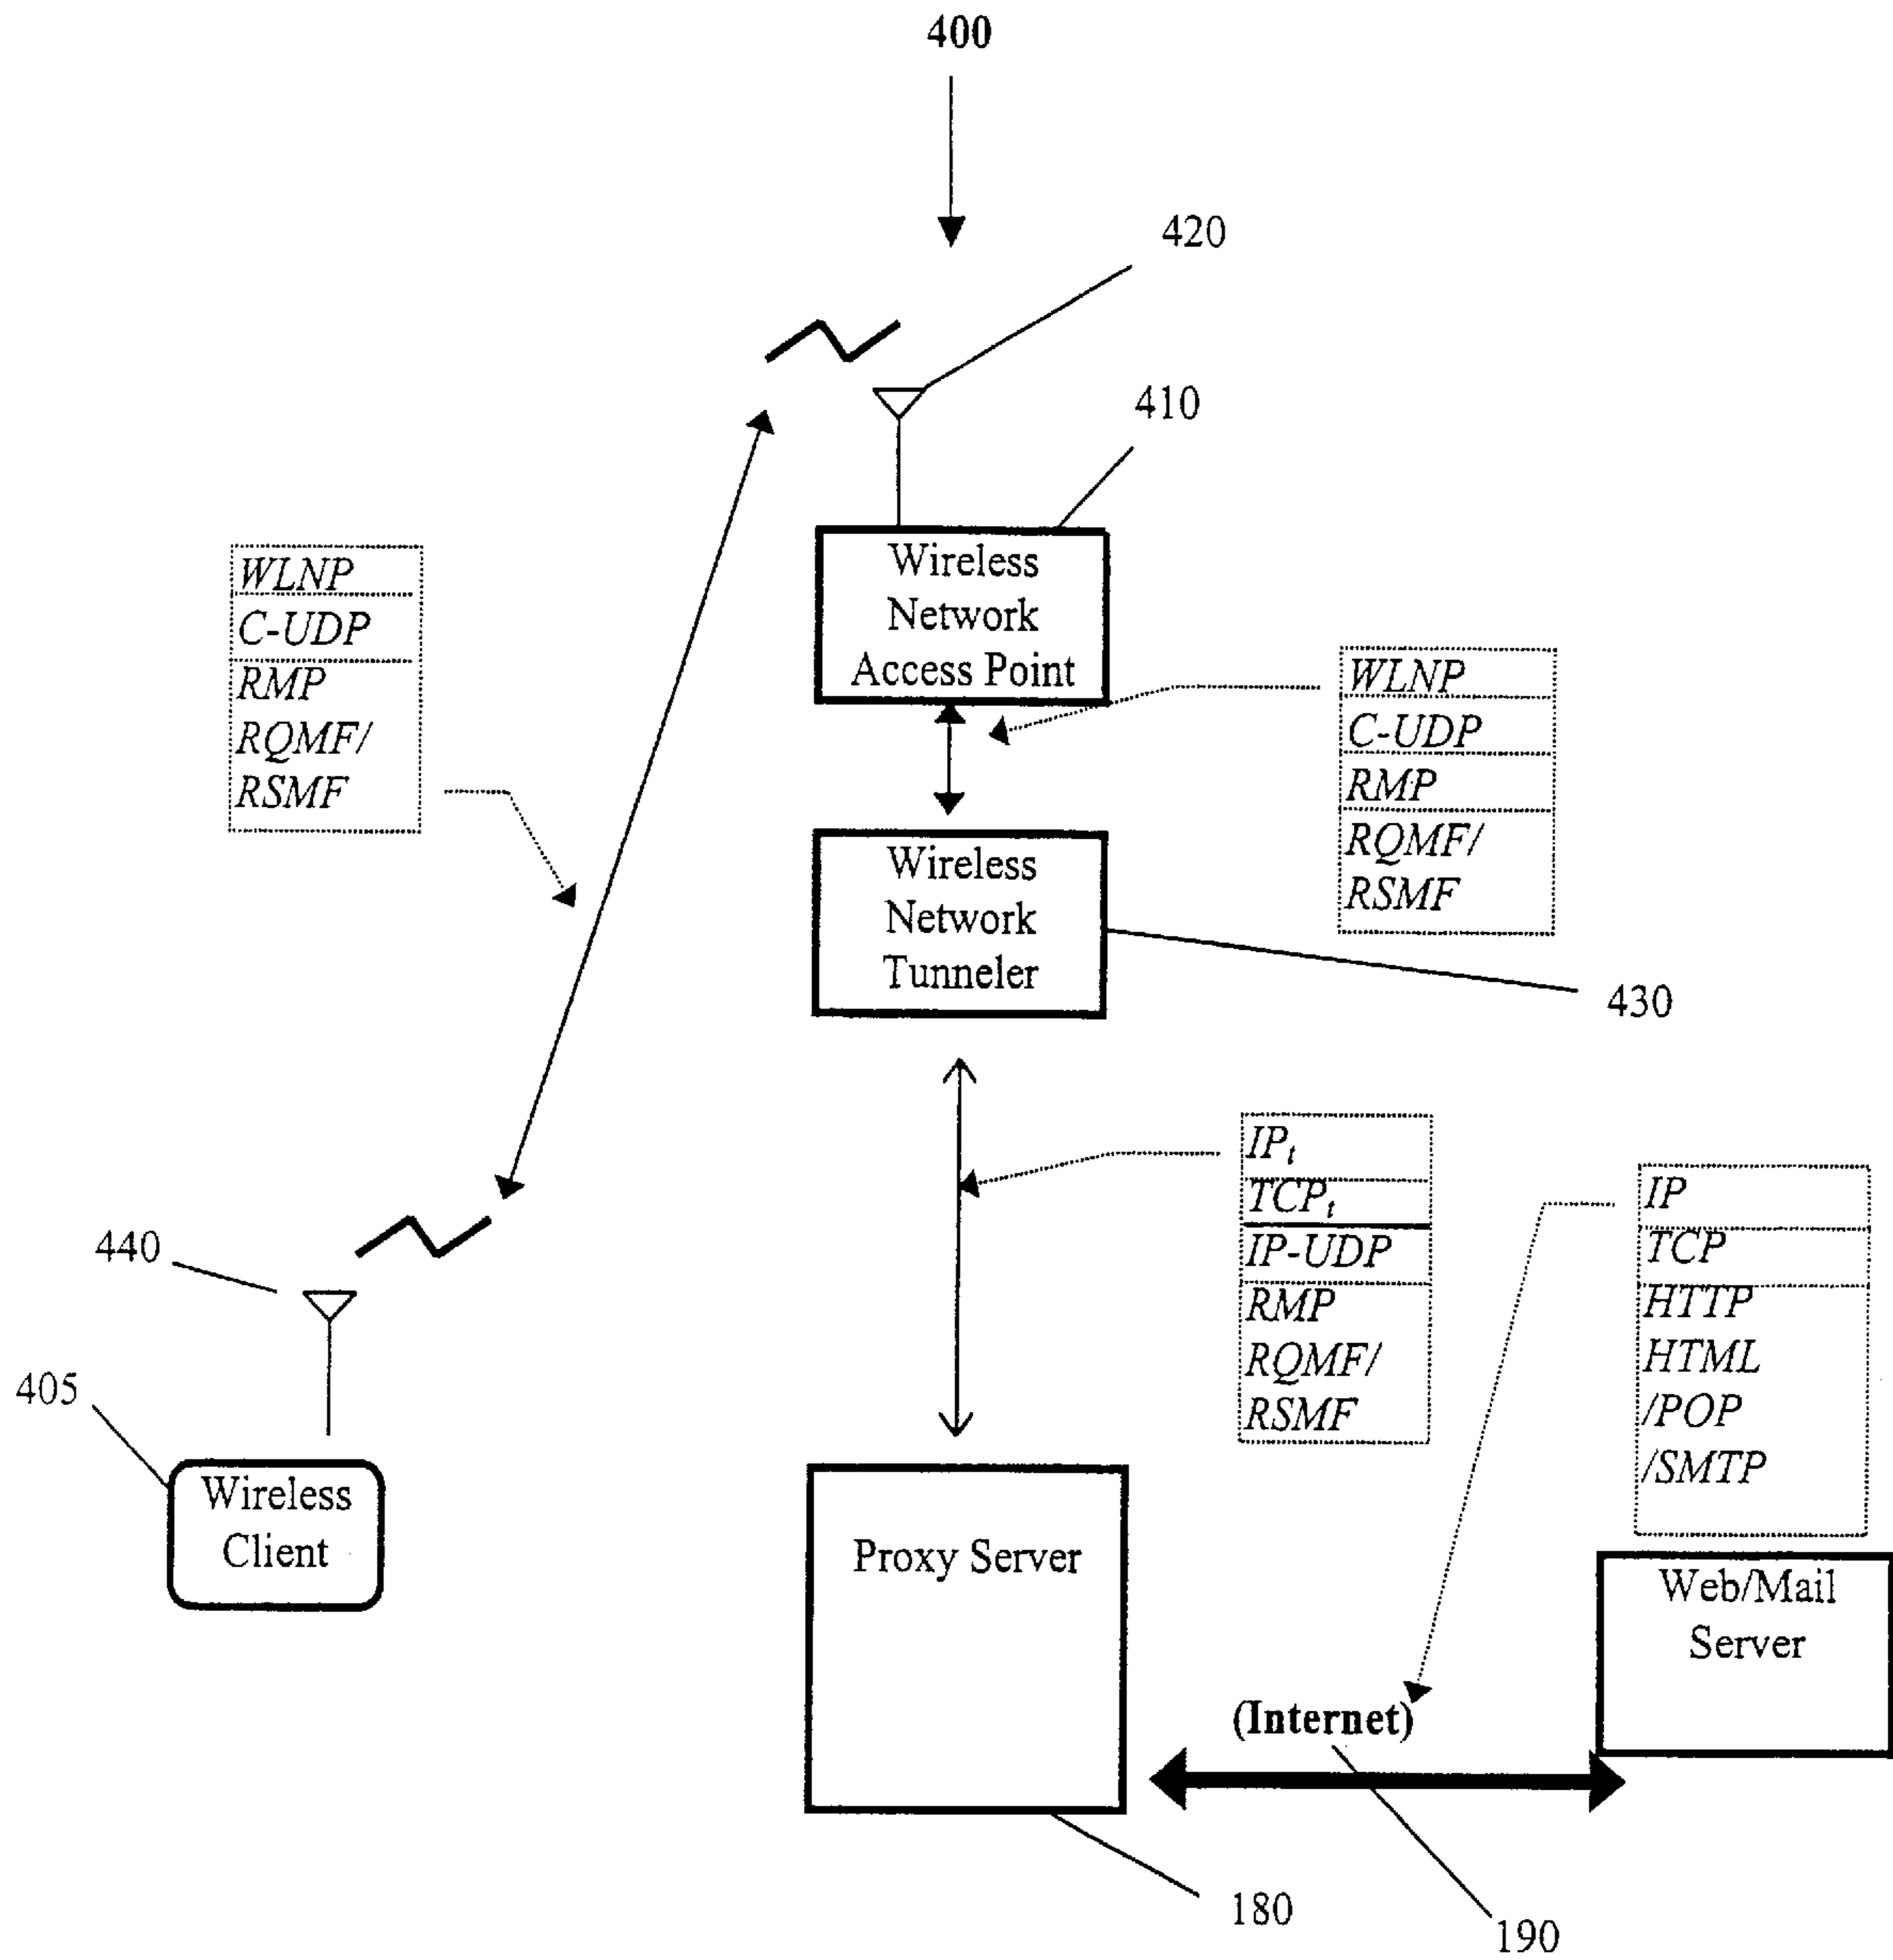 400
420
410
Wireless
Network
Access Point
WLNP
C-UDP
RMP
RQMF/
RSMF
WLNP
C-UDP
RMP
RQMF/
RSMF
Wireless
Network
Tunneler
430
IPt
TCPt
IP-UDP
RMP
RQMF/
RSMF
IP
TCP
HTTP
HTML
/POP
/SMTP
440
405
Wireless
Client
Proxy Server
Web/Mail
Server
(Internet)
180
190